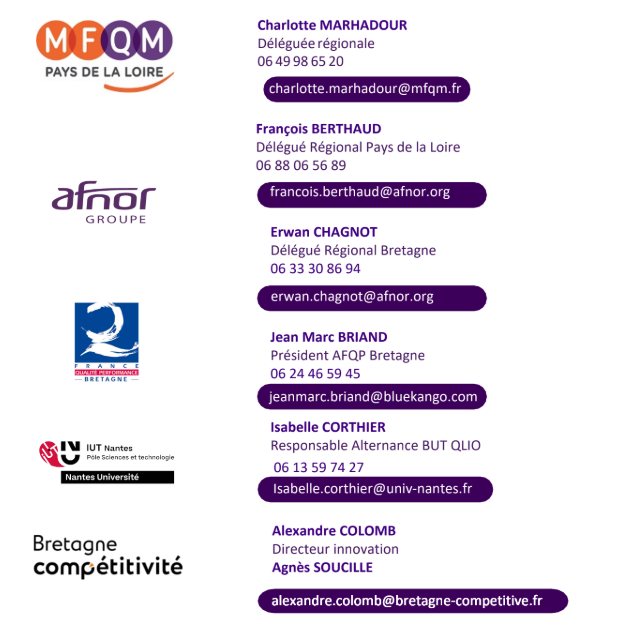 MFQM
PAYS DE LA LOIRE
Charlotte MARHADOUR
Déléguée régionale
06 49 98 65 20
charlotte.marhadour@mfqm.fr
François BERTHAUD
Délégué Régional Pays de la Loire
06 88 06 56 89
francois.berthaud@afnor.org
afnor
GROUPE
Erwan CHAGNOT
Délégué Régional Bretagne
06 33 30 86 94
erwan.chagnot@afnor.org
FRANCE
QUALITÉ PERFORMANCE
BRETAGNE
Jean Marc BRIAND
Président AFQP Bretagne
06 24 46 59 45
jeanmarc.briand@bluekango.com
IUT Nantes
Pôle Sciences et technologie
Nantes Université
Isabelle CORTHIER
Responsable Alternance BUT QLIO
06 13 59 74 27
Isabelle.corthier@univ-nantes.fr
Bretagne
compétitivité
Alexandre COLOMB
Directeur innovation
Agnès SOUCILLE
alexandre.colomb@bretagne-competitive.fr